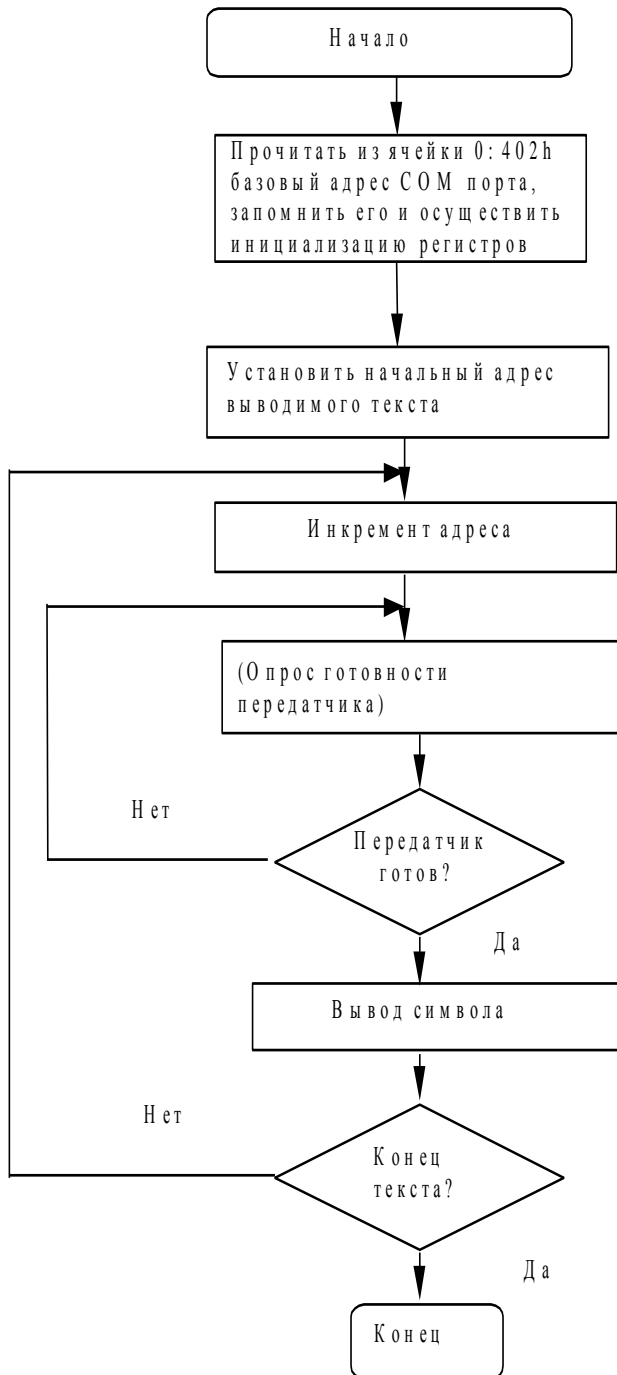 Начало
Прочитать из ячейки 0:402h
базовый адрес COM порта,
запомнить его и осуществить
инициализацию регистров
Установить начальный адрес
выводимого текста
Инкремент адреса
(Опрос готовности
передатчика)
Нет
Передатчик
готов?
Да
Вывод символа
Нет
Конец
текста?
Да
Конец